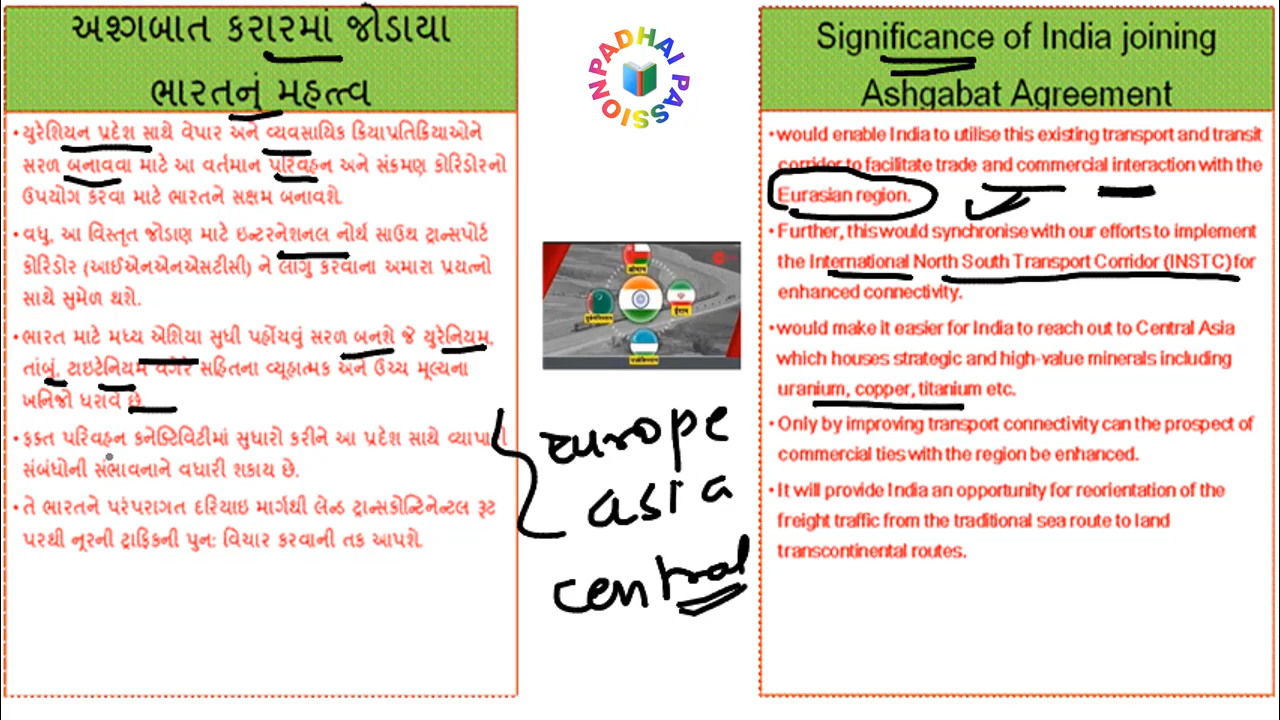 અશ્ગબાત કરારમાં જોડાયા
ભારતનું મહત્ત્વ
•યુરેશિયન પ્રદેશ સાથે વેપાર અને વ્યવસાયિક ક્રિયાપ્રતિક્રિયાઓને
સરળ બનાવવા માટે આ વર્તમાન પરિવહન અને સંક્રમણ કોરિડોરનો
ઉપયોગ કરવા માટે ભારતને સક્ષમ બનાવશે.
•વધુ, આ વિસ્તૃત જોડાણ માટે ઇન્ટરનેશનલ નોર્થ સાઉથ ટ્રાન્સપોર્ટ
કોરિડોર (આઈએનએનએસટીસી) ને લાગુ કરવાના અમારા પ્રયત્નો
સાથે સુમેળ થશે.
•ભારત માટે મધ્ય એશિયા સુધી પહોંચવું સરળ બનશે જે યુરેનિયમ,
તાંબું, ટાઇટેનિયમ વગેરે સહિતના વ્યૂહાત્મક અને ઉચ્ચ મૂલ્યના
ખનિજો ધરાવે છે.
•ફક્ત પરિવહન કનેક્ટિવિટીમાં સુધારો કરીને આ પ્રદેશ સાથે વ્યાપારી
સંબંધોની સંભાવનાને વધારી શકાય છે.
•તે ભારતને પરંપરાગત દરિયાઇ માર્ગથી લેન્ડ ટ્રાન્સકોન્ટિનેન્ટલ રૂટ
પરથી નૂરની ટ્રાફિકની પુન: વિચાર કરવાની તક આપશે.
PADHAI PASSION
Europe
asia
central
Significance of India joining
Ashgabat Agreement
•would enable India to utilise this existing transport and transit
corridor to facilitate trade and commercial interaction with the
Eurasian region.
•Further, this would synchronise with our efforts to implement
the International North South Transport Corridor (INSTC) for
enhanced connectivity.
•would make it easier for India to reach out to Central Asia
which houses strategic and high-value minerals including
uranium, copper, titanium etc.
•Only by improving transport connectivity can the prospect of
commercial ties with the region be enhanced.
•It will provide India an opportunity for reorientation of the
freight traffic from the traditional sea route to land
transcontinental routes.